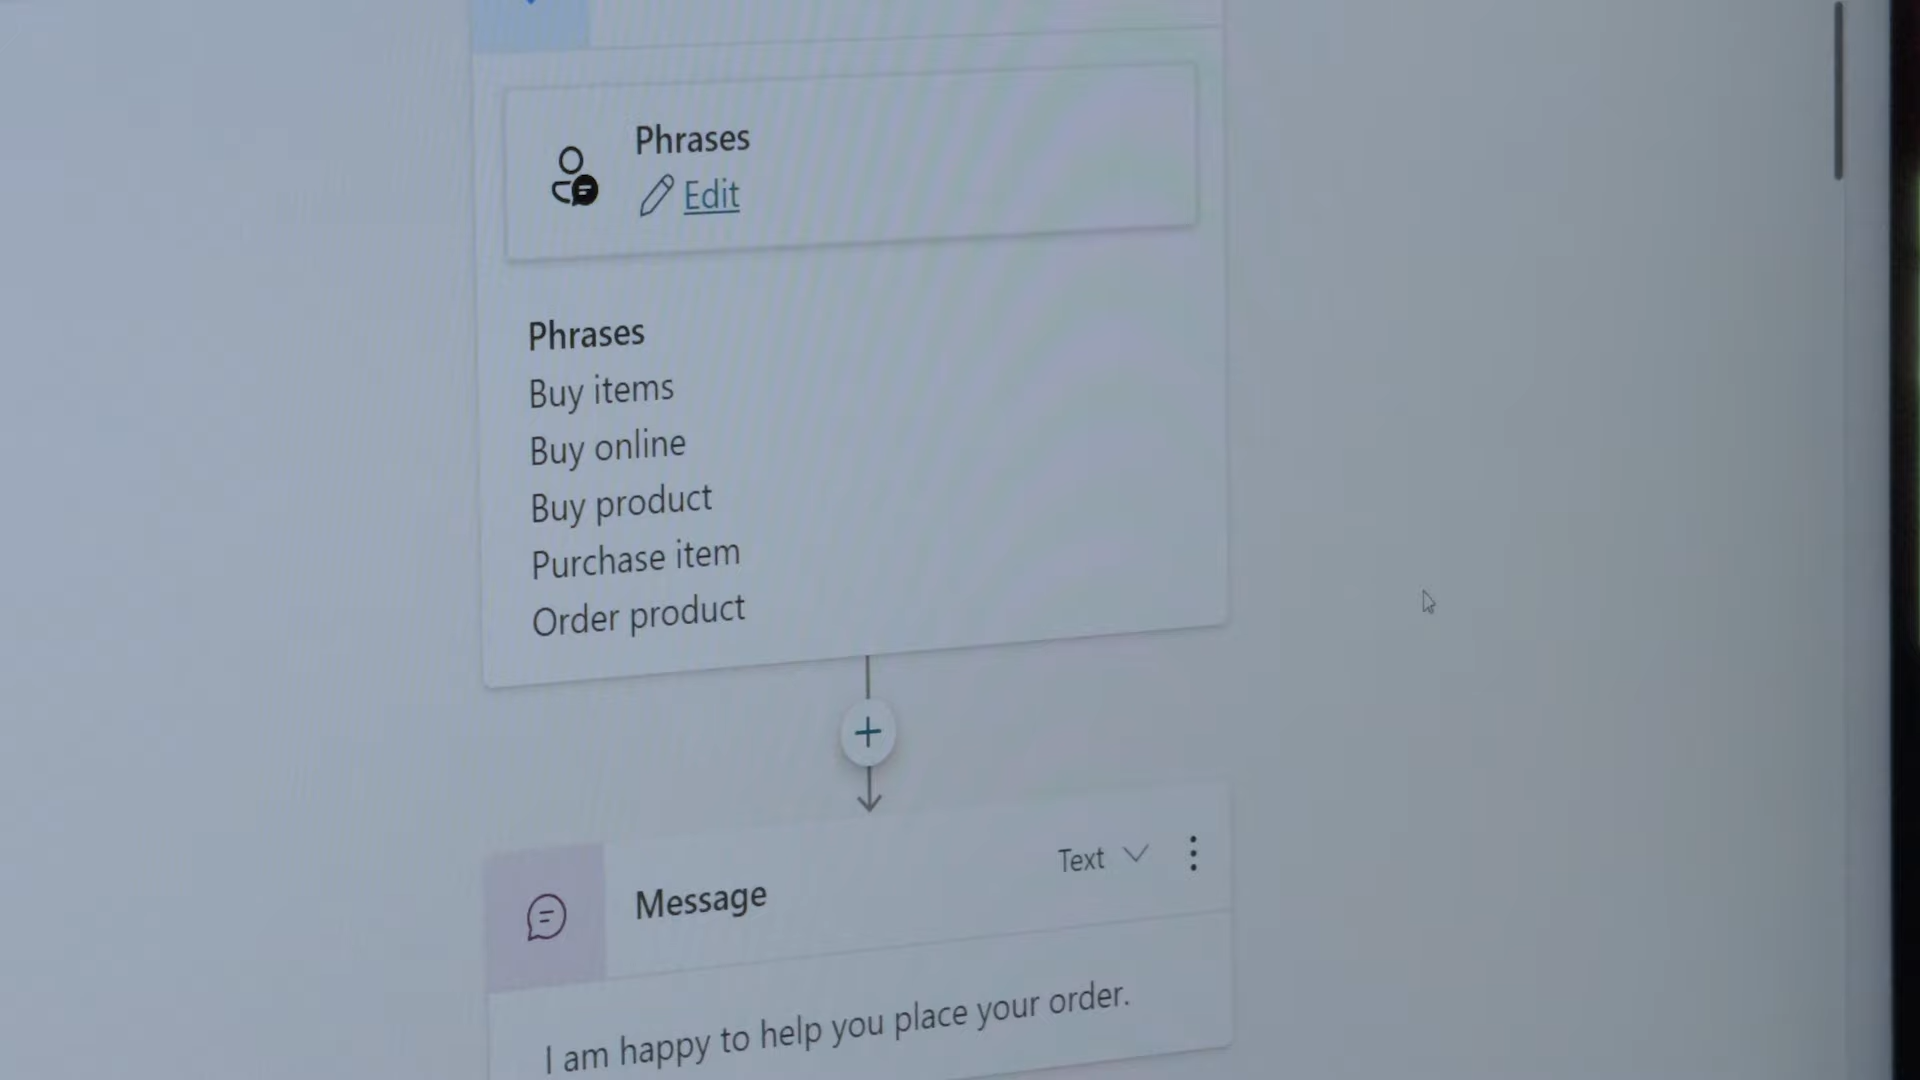 Phrases
Edit
Phrases
Buy items
Buy online
Buy product
Purchase item
Order product
Message
Text
I am happy to help you place your order.